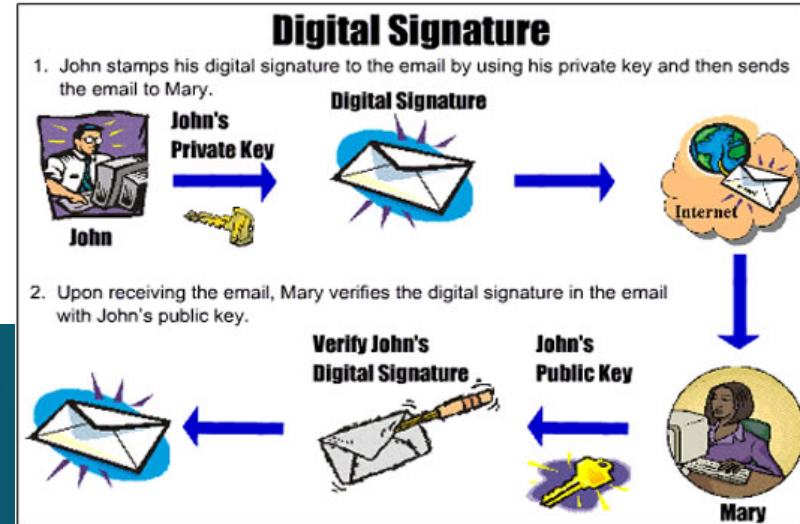 Digital Signature
1. John stamps his digital signature to the email by using his private key and then sends
the email to Mary.
Digital Signature
John's
Private Key
John
Internet
2. Upon receiving the email, Mary verifies the digital signature in the email
with John's public key.
Verify John's
Digital Signature
John's
Public Key
Mary